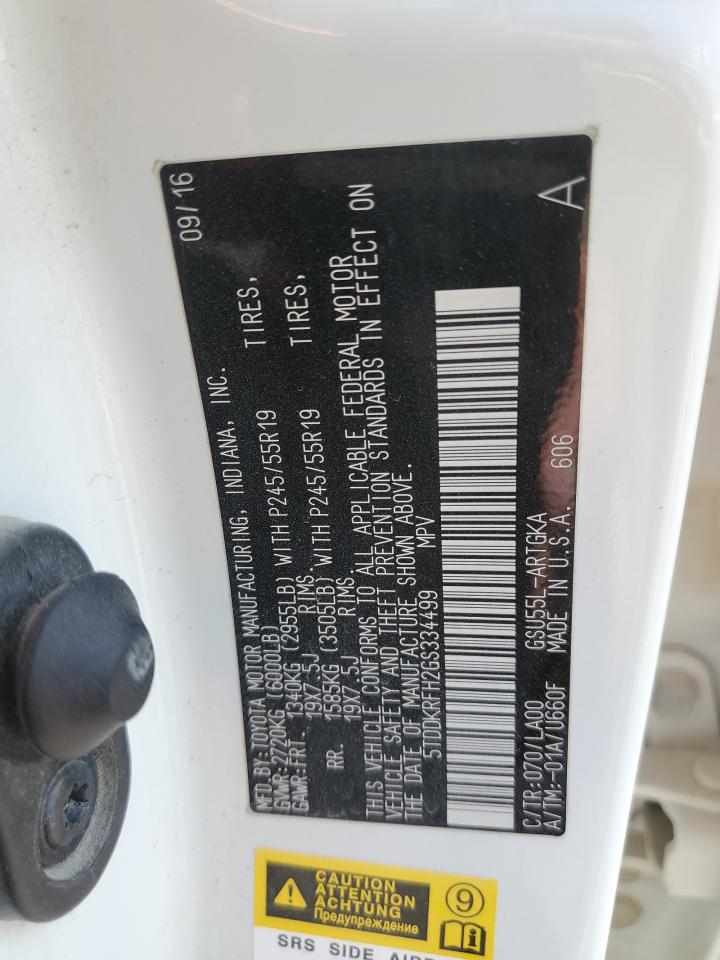 MFD BY:TOYOTA MOTOR MANUFACTURING, INDIANA, INC. 09/16
GVWR:2720KG (6000LB)
GAWR:FRT. 1340KG (2955LB) WITH P245/55R19 TIRES,
19X7.5J RIMS,
RR. 1585KG (3505LB) WITH P245/55R19 TIRES,
19X7.5J RIMS.
THIS VEHICLE CONFORMS TO ALL APPLICABLE FEDERAL MOTOR
VEHICLE SAFETY AND THEFT PREVENTION STANDARDS IN EFFECT ON
THE DATE OF MANUFACTURE SHOWN ABOVE.
5TDDKRFH2GS334499 MPV
C/TR:070/LA00 GSU55L-ARTGKA
A/TM:-01A/U660F MADE IN U.S.A. 606 A
CAUTION
ATTENTION
ACHTUNG
Предупреждение
9
SRS SIDE